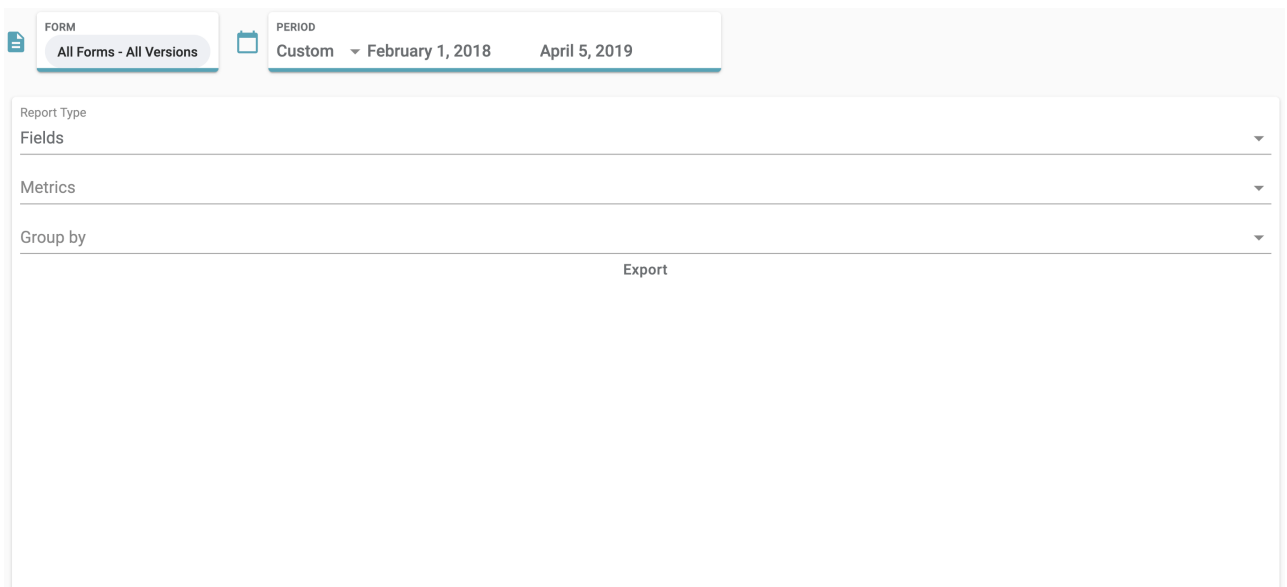 FORM
All Forms - All Versions
PERIOD
Custom February 1, 2018 April 5, 2019
Report Type
Fields
Metrics
Group by
Export